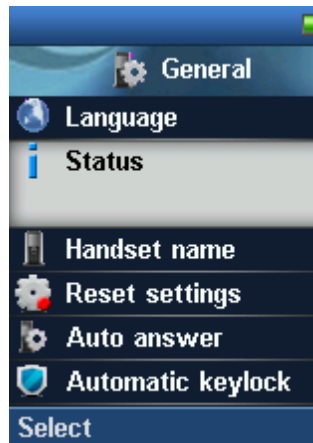 General
Language
Status
Handset name
Reset settings
Auto answer
Automatic keylock
Select